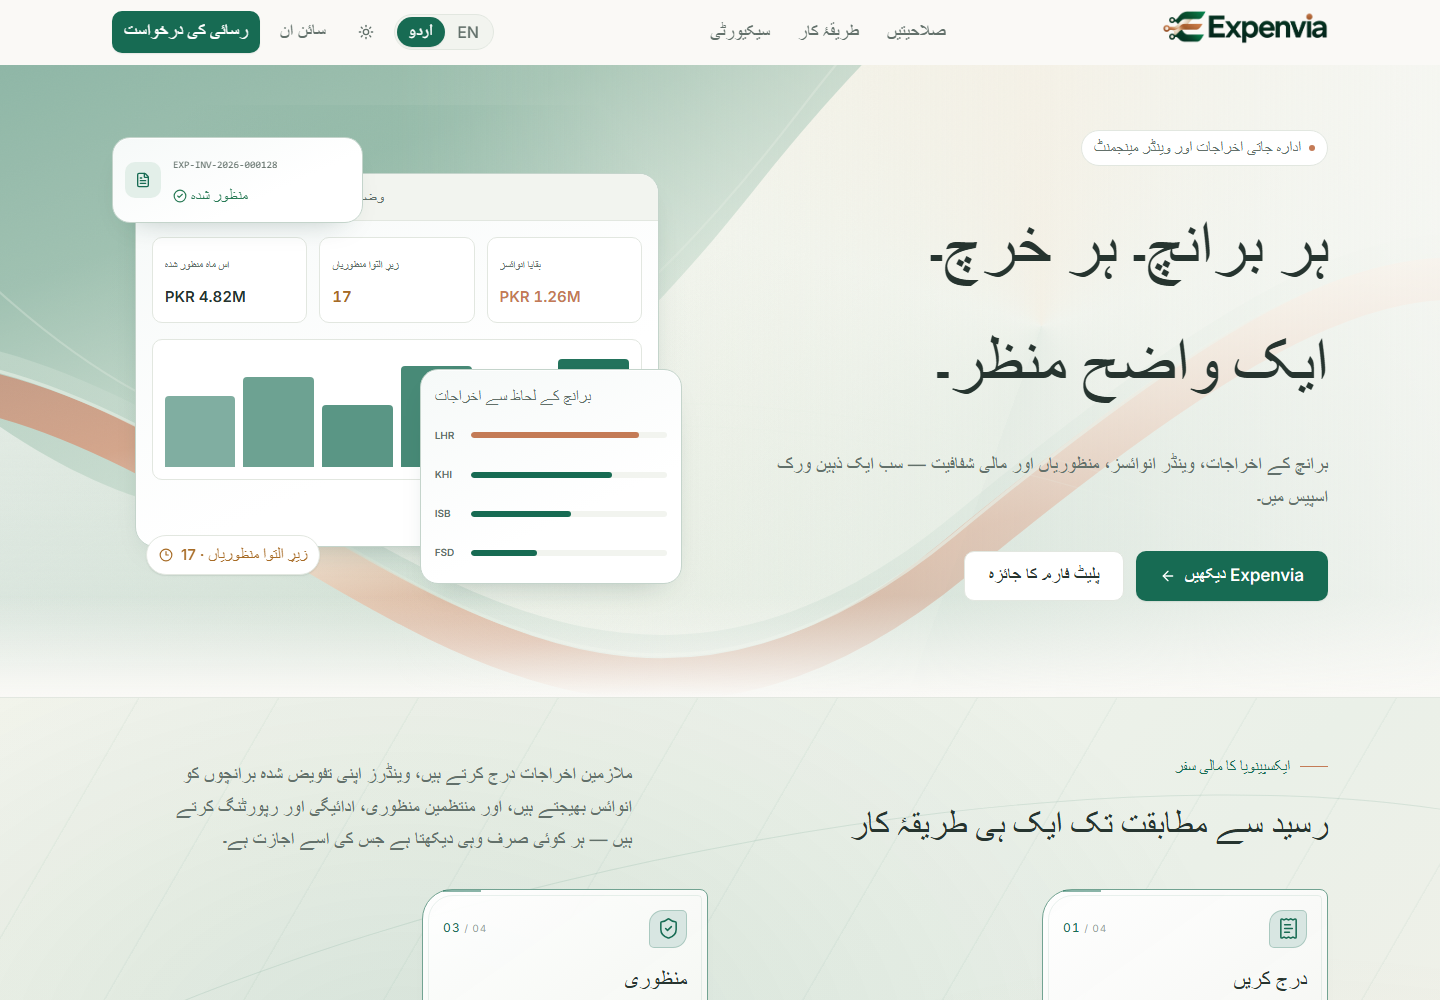 Expenvia
صلاحیتیں
طریقۂ کار
سیکیورٹی
EN
اردو
سائن ان
رسائی کی درخواست
ادارہ جاتی اخراجات اور وینڈر مینجمنٹ
ہر برانچ۔ ہر خرچ۔
ایک واضح منظر۔
برانچ کے اخراجات، وینڈر انوائسز، منظوریاں اور مالی شفافیت — سب ایک ذہین ورک
اسپیس میں۔
Expenvia دیکھیں
پلیٹ فارم کا جائزہ
EXP-INV-2026-000128
منظور شدہ
بقایا انوائسز
PKR 1.26M
زیرِ التوا منظوریاں
17
اس ماہ منظور شدہ
PKR 4.82M
برانچ کے لحاظ سے اخراجات
LHR
KHI
ISB
FSD
زیرِ التوا منظوریاں · 17
ایکسپینویا کا مالی سفر
رسید سے مطابقت تک ایک ہی طریقۂ کار
ملازمین اخراجات درج کرتے ہیں، وینڈرز اپنی تفویض شدہ برانچوں کو
انوائس بھیجتے ہیں، اور منتظمین منظوری، ادائیگی اور رپورٹنگ کرتے
ہیں — ہر کوئی صرف وہی دیکھتا ہے جس کی اسے اجازت ہے۔
01 / 04
درج کریں
03 / 04
منظوری